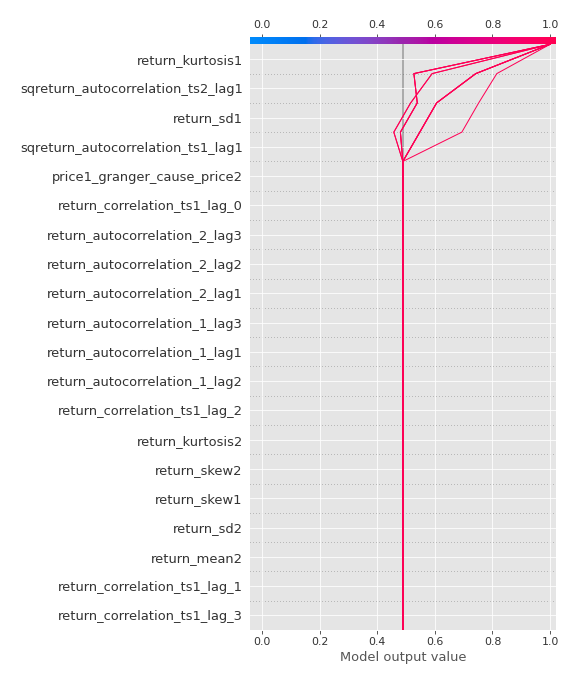 0.0 0.2 0.4 0.6 0.8 1.0
return_kurtosis1
sqreturn_autocorrelation_ts2_lag1
return_sd1
sqreturn_autocorrelation_ts1_lag1
price1_granger_cause_price2
return_correlation_ts1_lag_0
return_autocorrelation_2_lag3
return_autocorrelation_2_lag2
return_autocorrelation_2_lag1
return_autocorrelation_1_lag3
return_autocorrelation_1_lag1
return_autocorrelation_1_lag2
return_correlation_ts1_lag_2
return_kurtosis2
return_skew2
return_skew1
return_sd2
return_mean2
return_correlation_ts1_lag_1
return_correlation_ts1_lag_3
0.0 0.2 0.4 0.6 0.8 1.0
Model output value